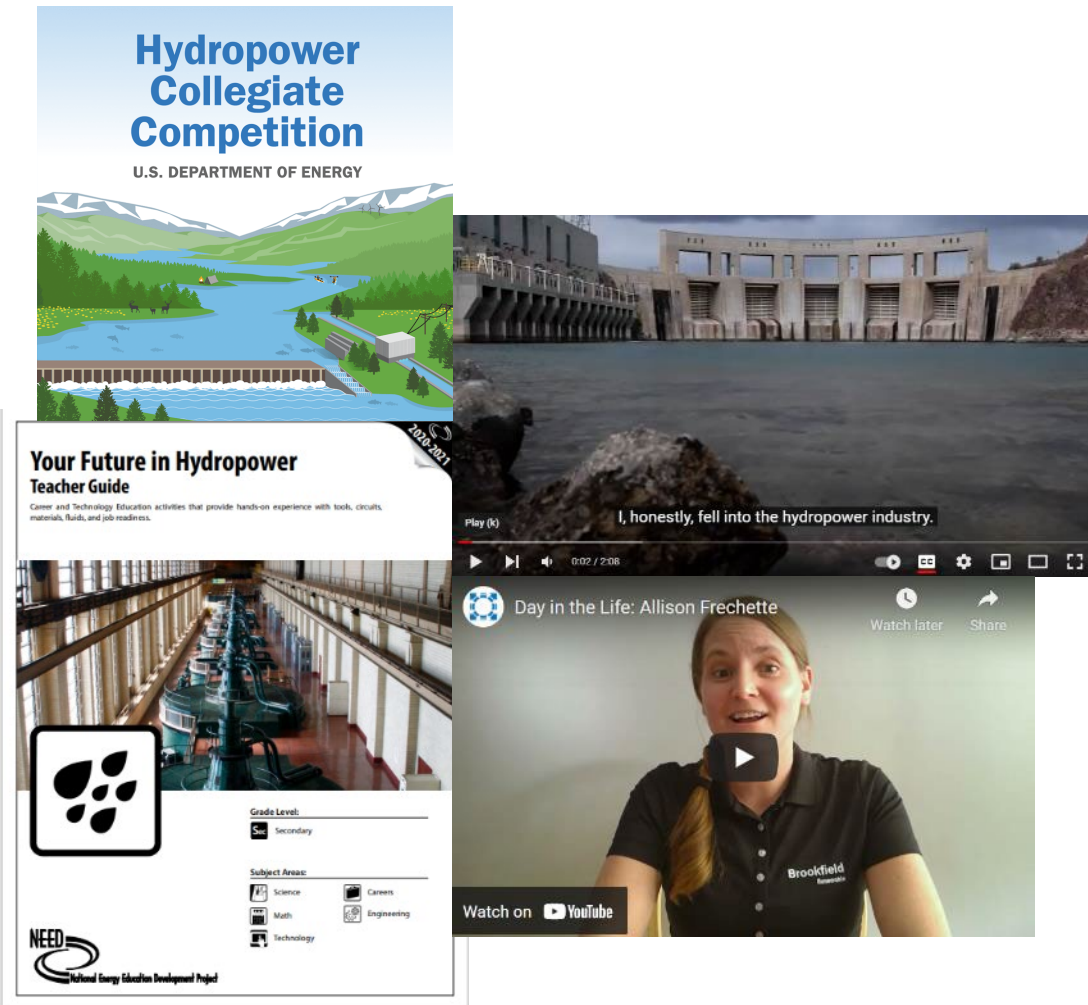 Hydropower
Collegiate
Competition
U.S. DEPARTMENT OF ENERGY
2020-2021
Your Future in Hydropower
Teacher Guide
Career and Technology Education activities that provide hands-on experience with tools, circuits,
materials, fluids, and job readiness.
Grade Level:
Sec Secondary
Subject Areas:
Science Careers
Math Engineering
Technology
NEED
National Energy Education Development Project
I, honestly, fell into the hydropower industry.
Play (k)
0:02 / 2:08
CC
Day in the Life: Allison Frechette
Watch later Share
Brookfield
Renewable
Watch on YouTube